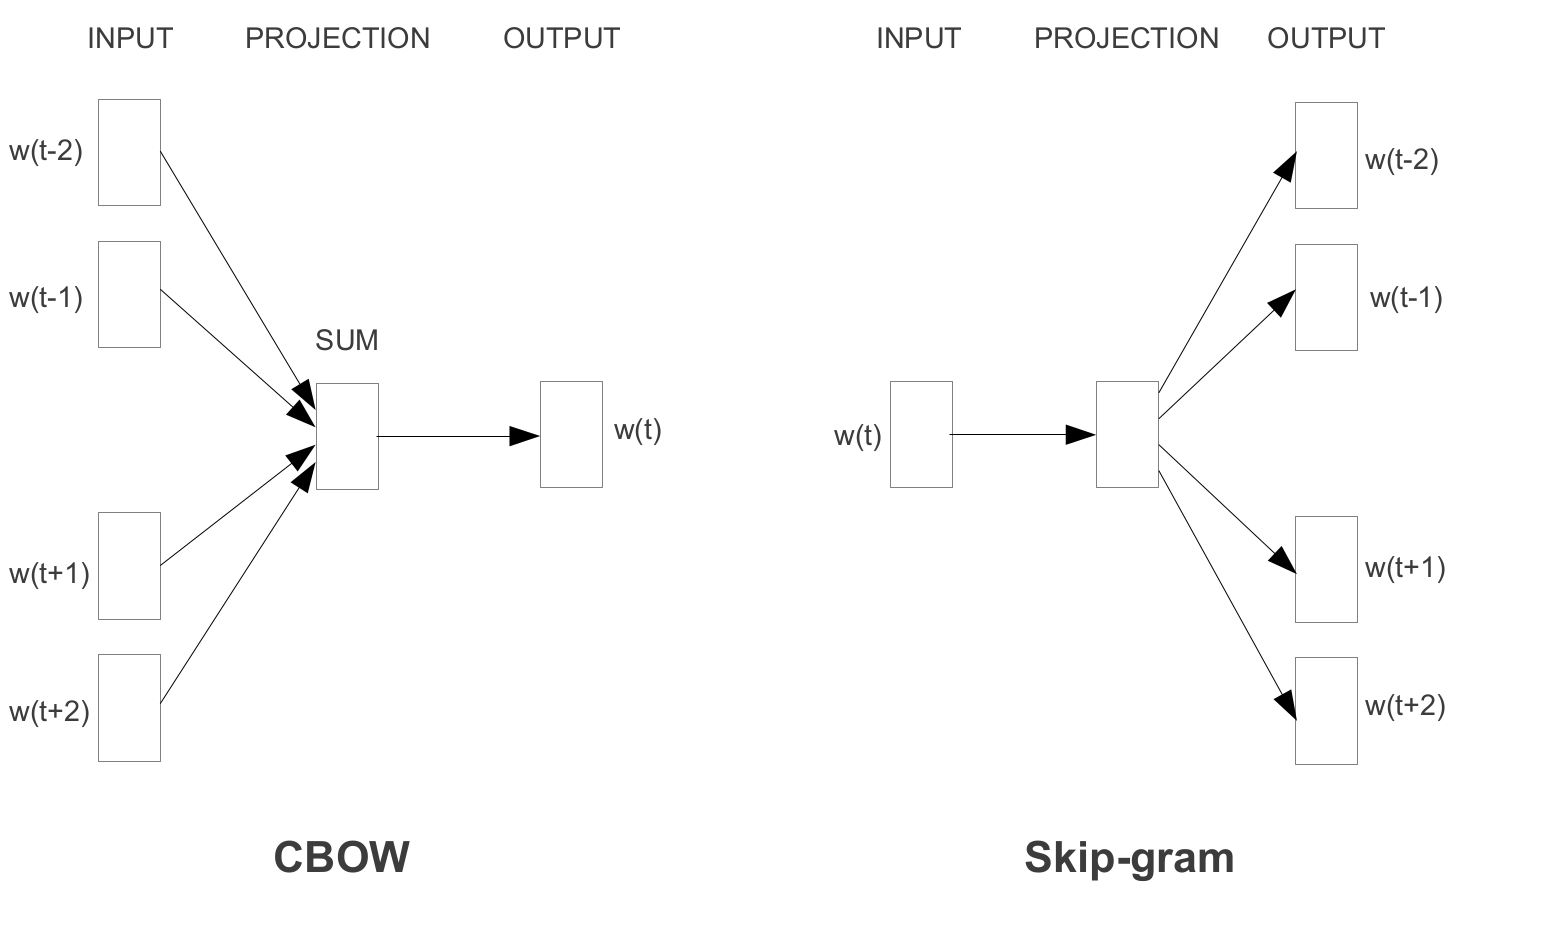 INPUT PROJECTION OUTPUT
w(t-2)
w(t-1)
SUM
w(t)
w(t+1)
w(t+2)
CBOW
INPUT PROJECTION OUTPUT
w(t-2)
w(t-1)
w(t)
w(t+1)
w(t+2)
Skip-gram